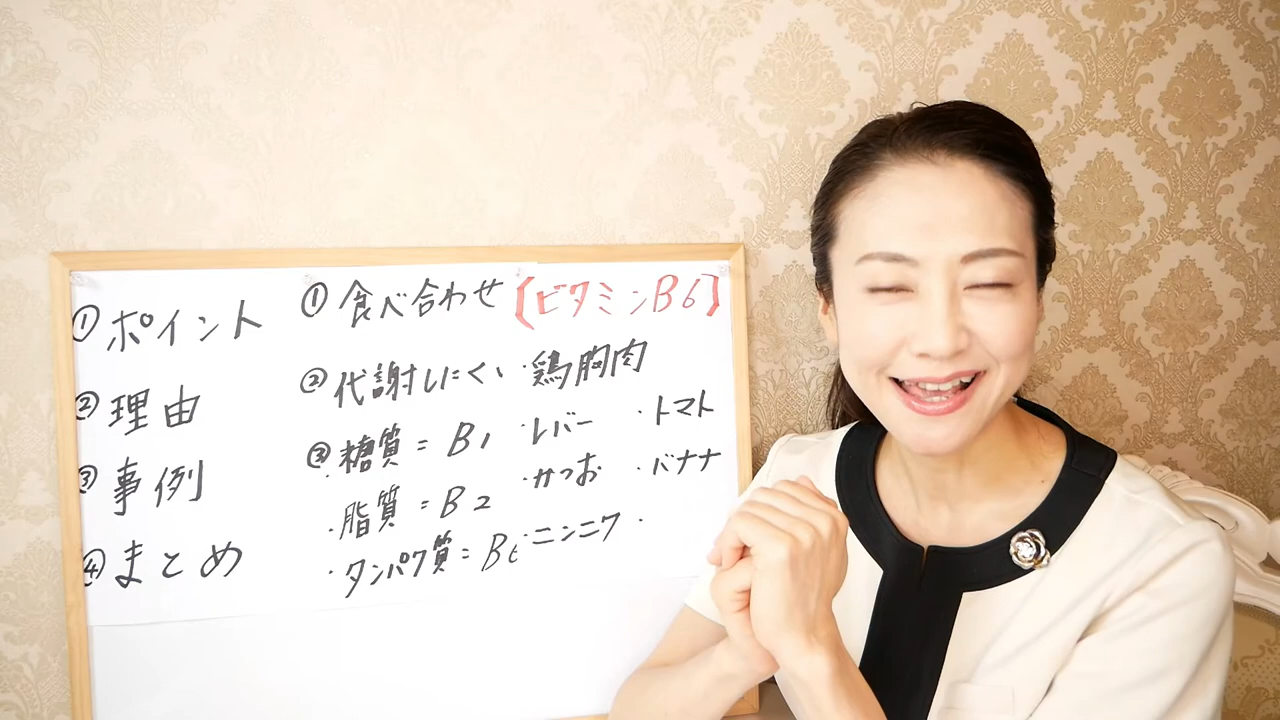 ①ポイント
②理由
③事例
④まとめ
①食べ合わせ【ビタミンB6】
②代謝しにくい・鶏胸肉
③糖質=B1・レバー・トマト
・脂質=B2・かつお・バナナ
・タンパク質=B6・ニンニク・